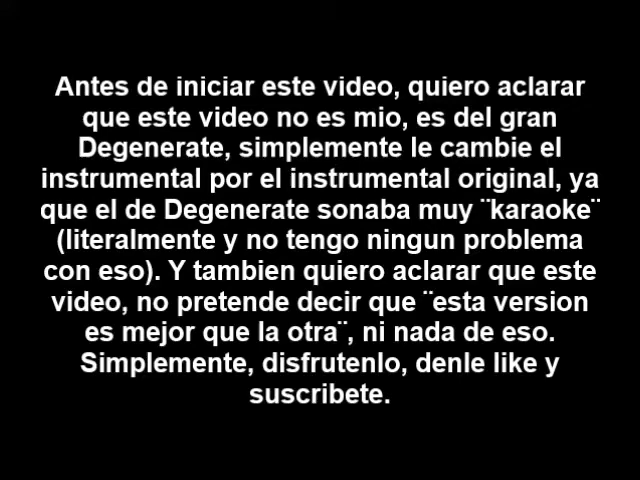 Antes de iniciar este video, quiero aclarar
que este video no es mio, es del gran
Degenerate, simplemente le cambie el
instrumental por el instrumental original, ya
que el de Degenerate sonaba muy ¨karaoke¨
(literalmente y no tengo ningun problema
con eso). Y tambien quiero aclarar que este
video, no pretende decir que ¨esta version
es mejor que la otra¨, ni nada de eso.
Simplemente, disfrutenlo, denle like y
suscribete.